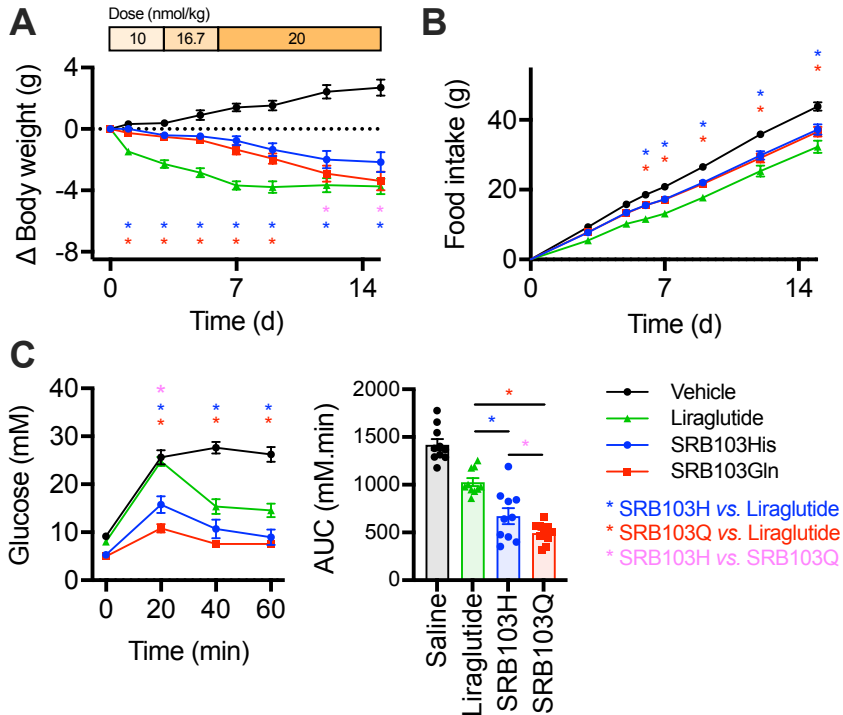 A
Dose (nmol/kg)
10 16.7 20
Δ Body weight (g)
4
0
-4
-8
* * * * * * *
* * * * *
* *
0 7 14
Time (d)
B
Food intake (g)
40
20
0
* * * * *
* * * * *
0 7 14
Time (d)
C
Glucose (mM)
40
30
20
10
0
*
* * *
* * *
0 20 40 60
Time (min)
AUC (mM.min)
2000
1500
1000
500
0
*
*
*
Saline
Liraglutide
SRB103H
SRB103Q
Vehicle
Liraglutide
SRB103His
SRB103Gln
* SRB103H vs. Liraglutide
* SRB103Q vs. Liraglutide
* SRB103H vs. SRB103Q